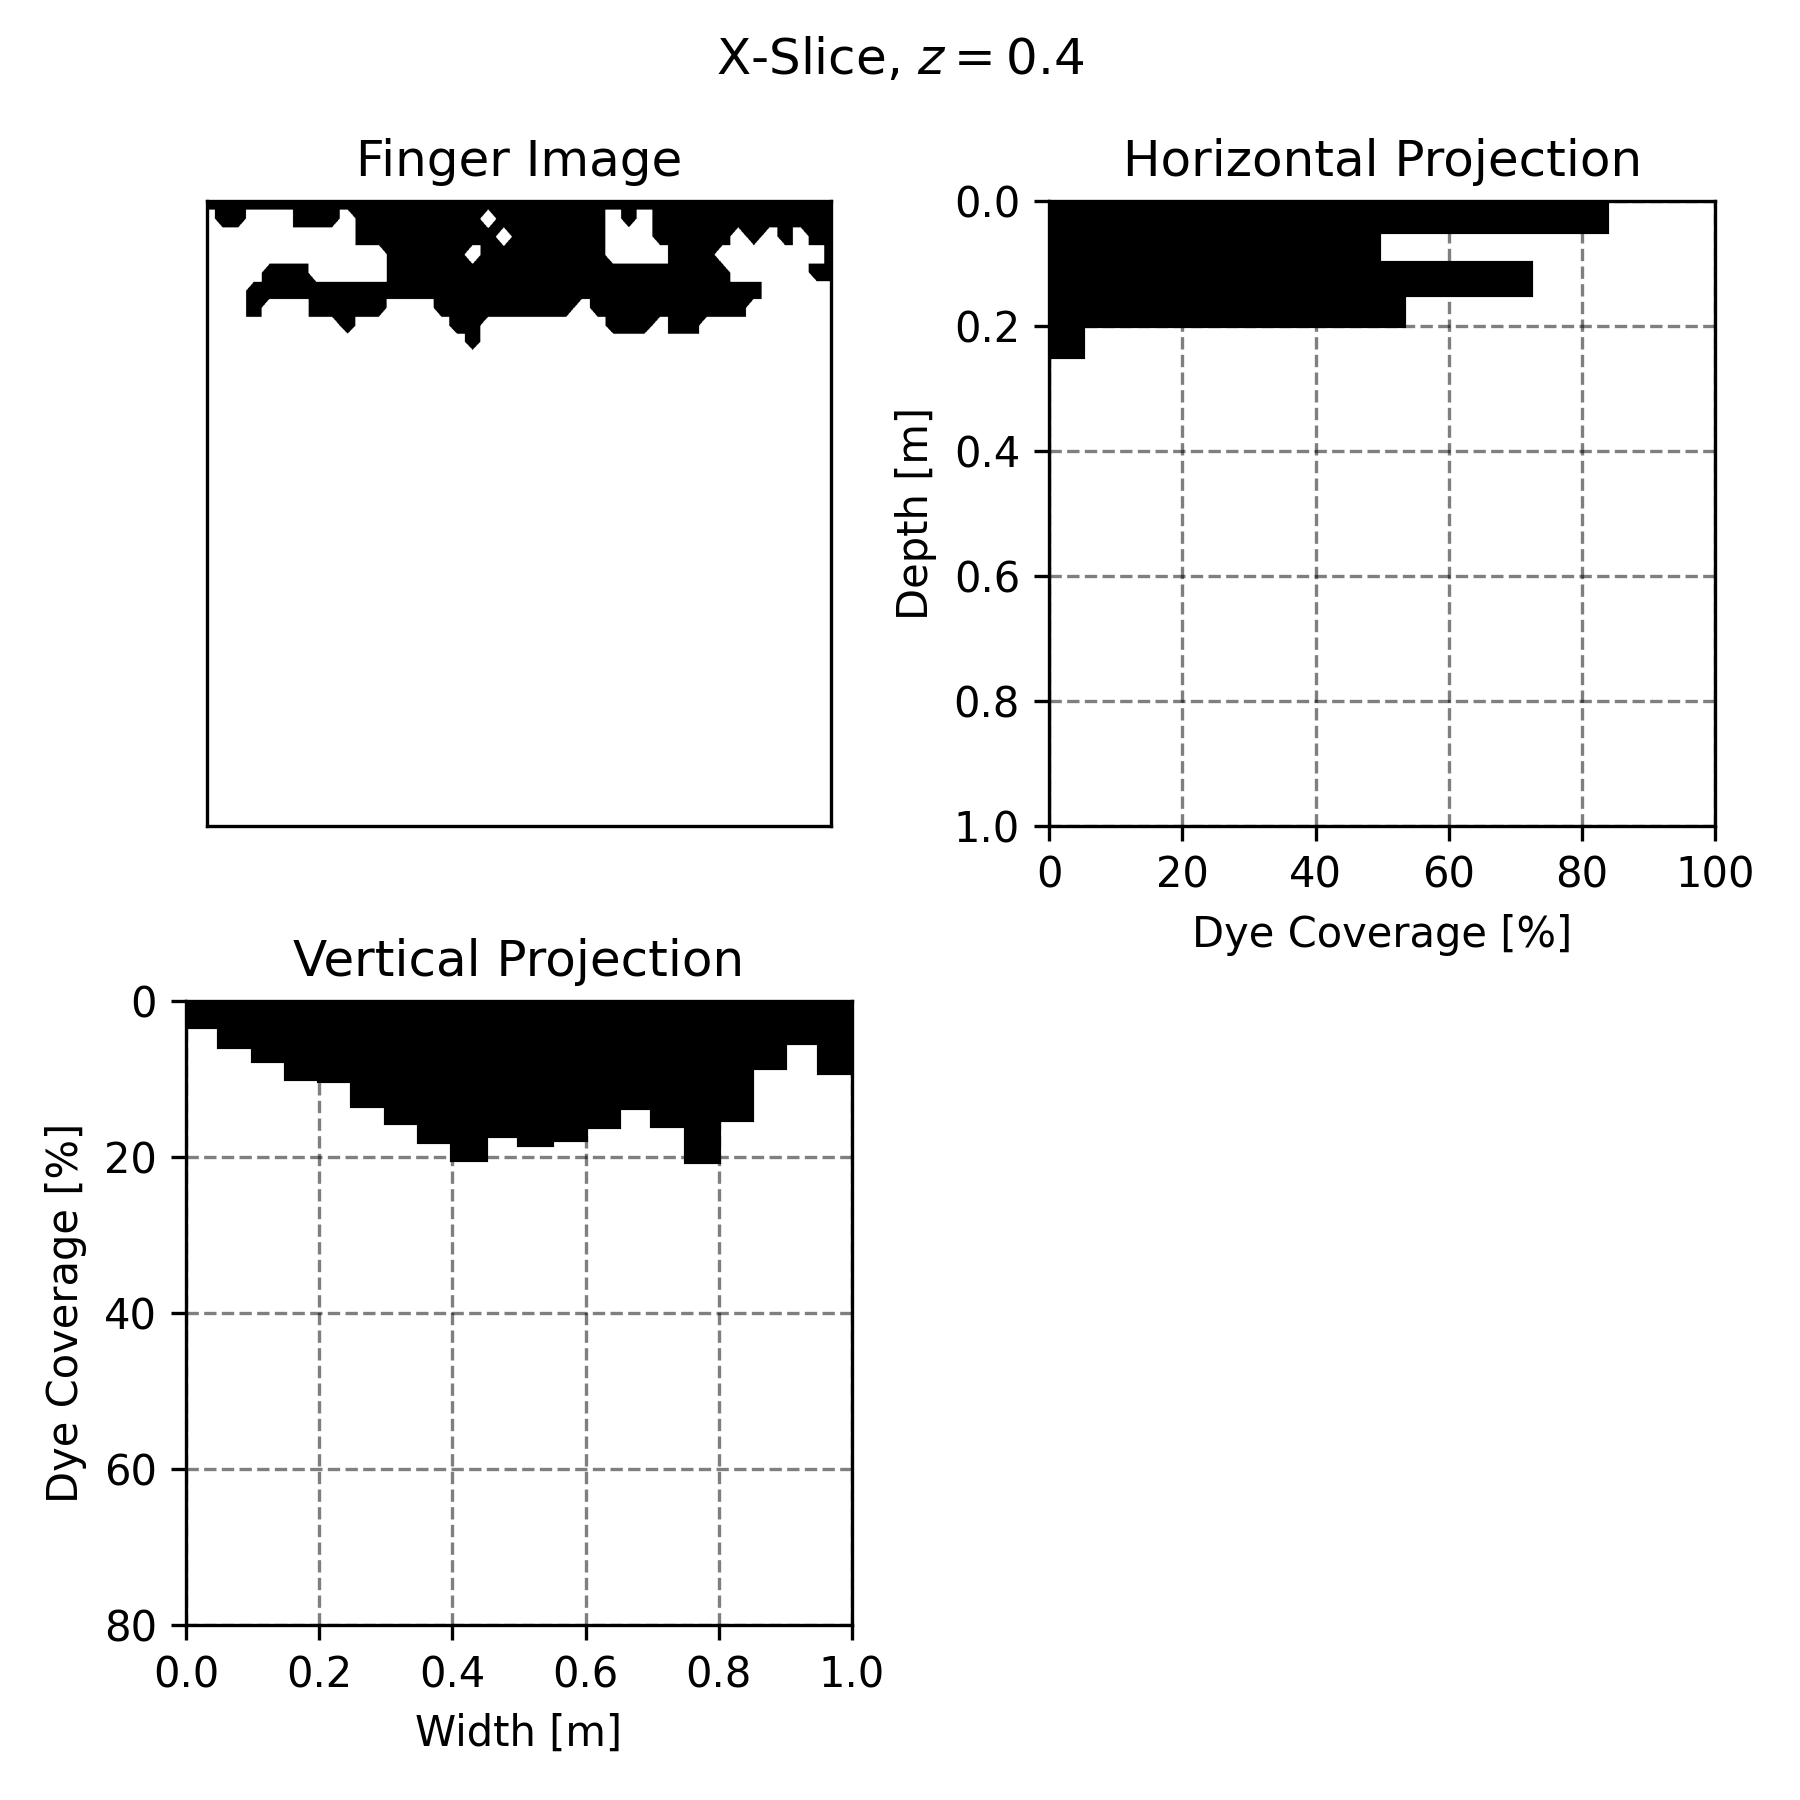 X-Slice, z = 0.4
Finger Image
Horizontal Projection
0.0
0.2
0.4
0.6
0.8
1.0
Depth [m]
0 20 40 60 80 100
Dye Coverage [%]
Vertical Projection
0
20
40
60
80
Dye Coverage [%]
0.0 0.2 0.4 0.6 0.8 1.0
Width [m]